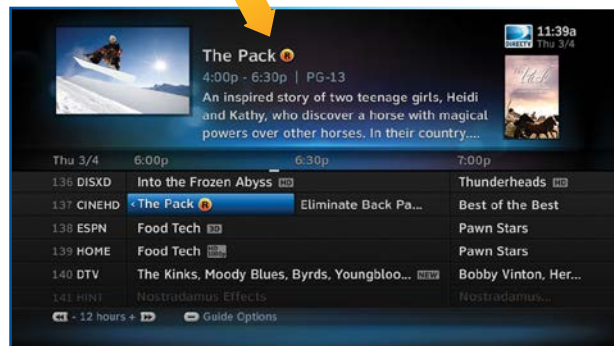 11:39a
DIRECTV Thu 3/4
The Pack R
4:00p - 6:30p | PG-13
An inspired story of two teenage girls, Heidi
and Kathy, who discover a horse with magical
powers over other horses. In their country....
Thu 3/4 6:00p 6:30p 7:00p
136 DISXD Into the Frozen Abyss HD Thunderheads HD
137 CINEHD <The Pack R Eliminate Back Pa... Best of the Best
138 ESPN Food Tech 3D Pawn Stars
139 HOME Food Tech HD 1080p Pawn Stars
140 DTV The Kinks, Moody Blues, Byrds, Youngbloo... NEW Bobby Vinton, Her...
141 HINT Nostradamus Effects Nostradamus...
- 12 hours + Guide Options